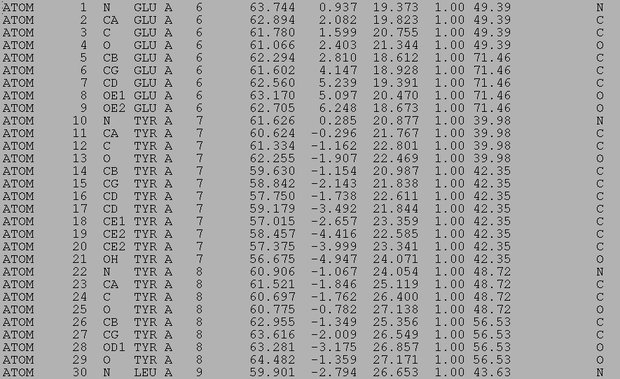 ATOM 1 N GLU A 6 63.744 0.937 19.373 1.00 49.39 N
ATOM 2 CA GLU A 6 62.894 2.082 19.823 1.00 49.39 C
ATOM 3 C GLU A 6 61.780 1.599 20.755 1.00 49.39 C
ATOM 4 O GLU A 6 61.066 2.403 21.344 1.00 49.39 O
ATOM 5 CB GLU A 6 62.294 2.810 18.612 1.00 71.46 C
ATOM 6 CG GLU A 6 61.602 4.147 18.928 1.00 71.46 C
ATOM 7 CD GLU A 6 62.560 5.239 19.391 1.00 71.46 C
ATOM 8 OE1 GLU A 6 63.170 5.097 20.470 1.00 71.46 O
ATOM 9 OE2 GLU A 6 62.705 6.248 18.673 1.00 71.46 O
ATOM 10 N TYR A 7 61.626 0.285 20.877 1.00 39.98 N
ATOM 11 CA TYR A 7 60.624 -0.296 21.767 1.00 39.98 C
ATOM 12 C TYR A 7 61.334 -1.162 22.801 1.00 39.98 C
ATOM 13 O TYR A 7 62.255 -1.907 22.469 1.00 39.98 O
ATOM 14 CB TYR A 7 59.630 -1.154 20.987 1.00 42.35 C
ATOM 15 CG TYR A 7 58.842 -2.143 21.838 1.00 42.35 C
ATOM 16 CD TYR A 7 57.750 -1.738 22.611 1.00 42.35 C
ATOM 17 CD TYR A 7 59.179 -3.492 21.844 1.00 42.35 C
ATOM 18 CE1 TYR A 7 57.015 -2.657 23.359 1.00 42.35 C
ATOM 19 CE2 TYR A 7 58.457 -4.416 22.585 1.00 42.35 C
ATOM 20 CE2 TYR A 7 57.375 -3.999 23.341 1.00 42.35 C
ATOM 21 OH TYR A 7 56.675 -4.947 24.071 1.00 42.35 O
ATOM 22 N TYR A 8 60.906 -1.067 24.054 1.00 48.72 N
ATOM 23 CA TYR A 8 61.521 -1.846 25.119 1.00 48.72 C
ATOM 24 C TYR A 8 60.697 -1.762 26.400 1.00 48.72 C
ATOM 25 O TYR A 8 60.775 -0.782 27.138 1.00 48.72 O
ATOM 26 CB TYR A 8 62.955 -1.349 25.356 1.00 56.53 C
ATOM 27 CG TYR A 8 63.616 -2.009 26.549 1.00 56.53 C
ATOM 28 OD1 TYR A 8 63.281 -3.175 26.857 1.00 56.53 O
ATOM 29 O TYR A 8 64.482 -1.359 27.171 1.00 56.53 O
ATOM 30 N LEU A 9 59.901 -2.794 26.653 1.00 43.63 N